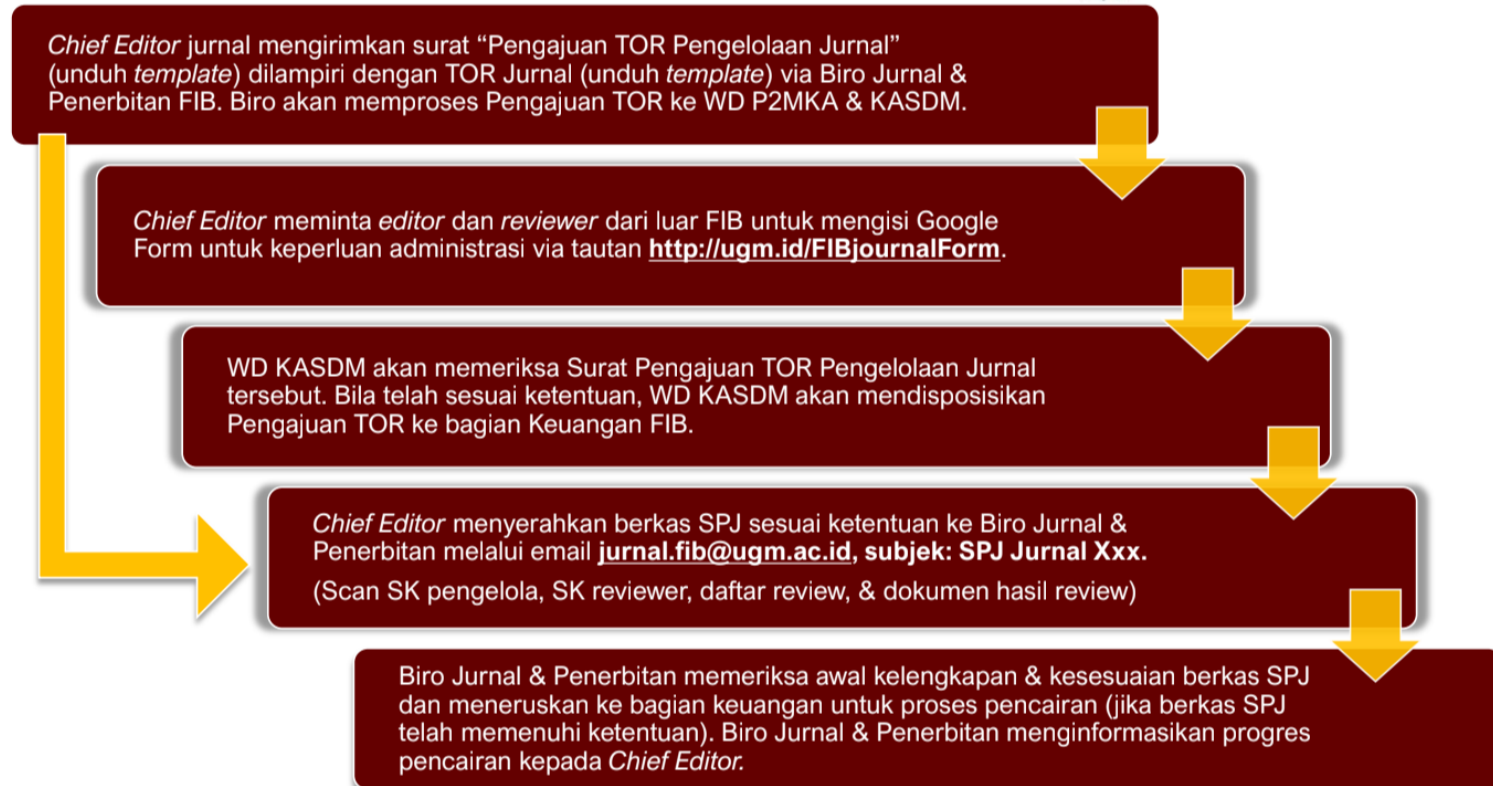 Chief Editor jurnal mengirimkan surat “Pengajuan TOR Pengelolaan Jurnal”
(unduh template) dilampiri dengan TOR Jurnal (unduh template) via Biro Jurnal &
Penerbitan FIB. Biro akan memproses Pengajuan TOR ke WD P2MKA & KASDM.
Chief Editor meminta editor dan reviewer dari luar FIB untuk mengisi Google
Form untuk keperluan administrasi via tautan http://ugm.id/FIBjournalForm.
WD KASDM akan memeriksa Surat Pengajuan TOR Pengelolaan Jurnal
tersebut. Bila telah sesuai ketentuan, WD KASDM akan mendisposisikan
Pengajuan TOR ke bagian Keuangan FIB.
Chief Editor menyerahkan berkas SPJ sesuai ketentuan ke Biro Jurnal &
Penerbitan melalui email jurnal.fib@ugm.ac.id, subjek: SPJ Jurnal Xxx.
(Scan SK pengelola, SK reviewer, daftar review, & dokumen hasil review)
Biro Jurnal & Penerbitan memeriksa awal kelengkapan & kesesuaian berkas SPJ
dan meneruskan ke bagian keuangan untuk proses pencairan (jika berkas SPJ
telah memenuhi ketentuan). Biro Jurnal & Penerbitan menginformasikan progres
pencairan kepada Chief Editor.